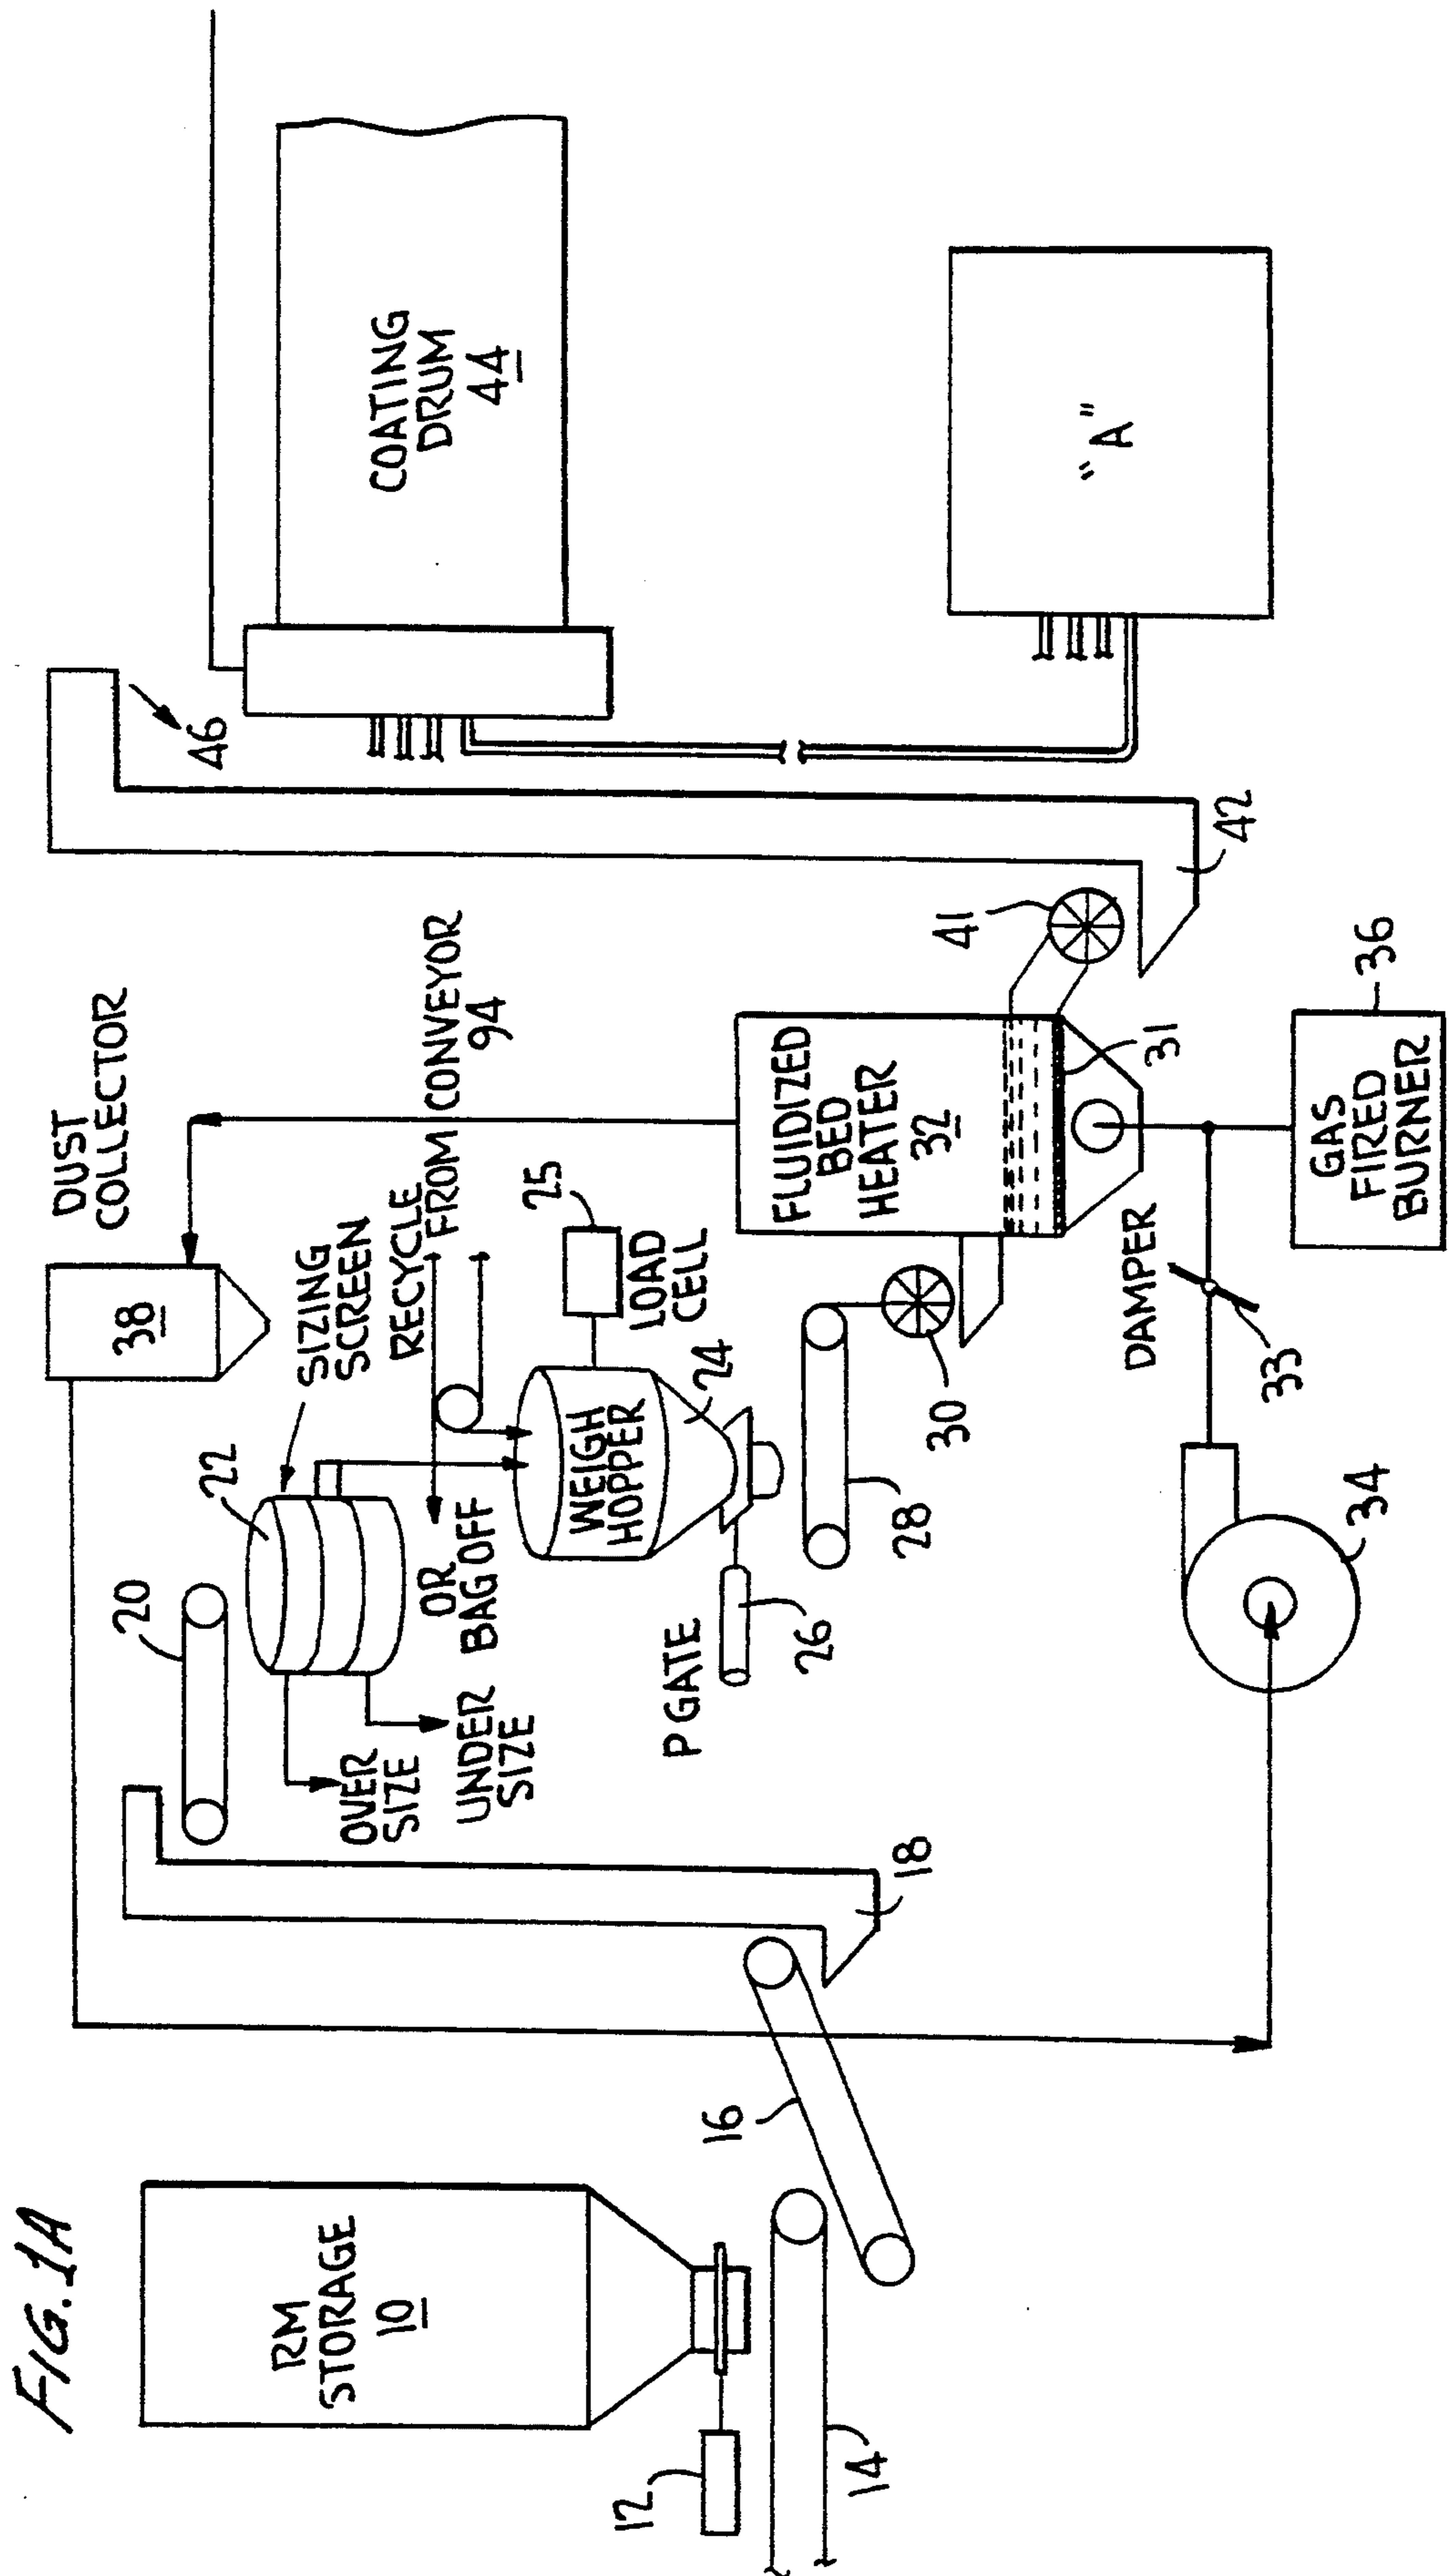 FIG. 1A
RM
STORAGE
10
12
14
16
18
20
22
SIZING
SCREEN
OVER
SIZE
UNDER
SIZE
OR
BAG OFF
RECYCLE
FROM CONVEYOR
94
DUST
COLLECTOR
38
WEIGH
HOPPER
24
25
LOAD
CELL
P GATE
26
28
30
FLUIDIZED
BED
HEATER
32
31
41
42
46
DAMPER
33
34
GAS
FIRED
BURNER
36
COATING
DRUM
44
"A"